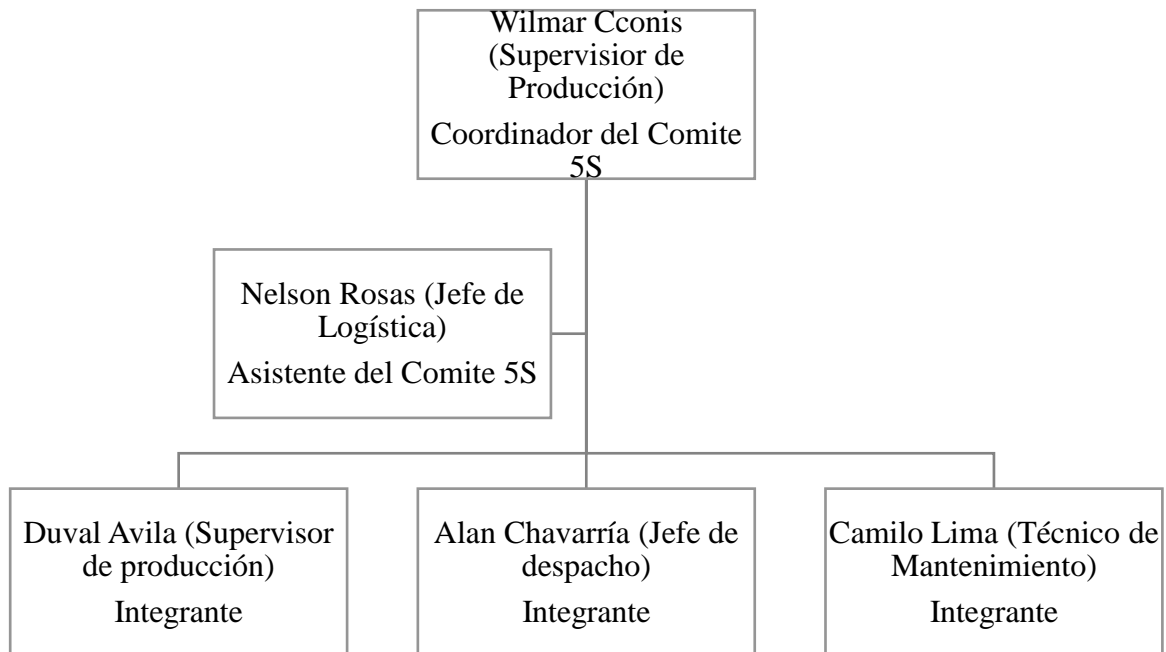 Wilmar Cconis
(Supervisior de
Producción)
Coordinador del Comite
5S
Nelson Rosas (Jefe de
Logística)
Asistente del Comite 5S
Duval Avila (Supervisor
de producción)
Integrante
Alan Chavarría (Jefe de
despacho)
Integrante
Camilo Lima (Técnico de
Mantenimiento)
Integrante